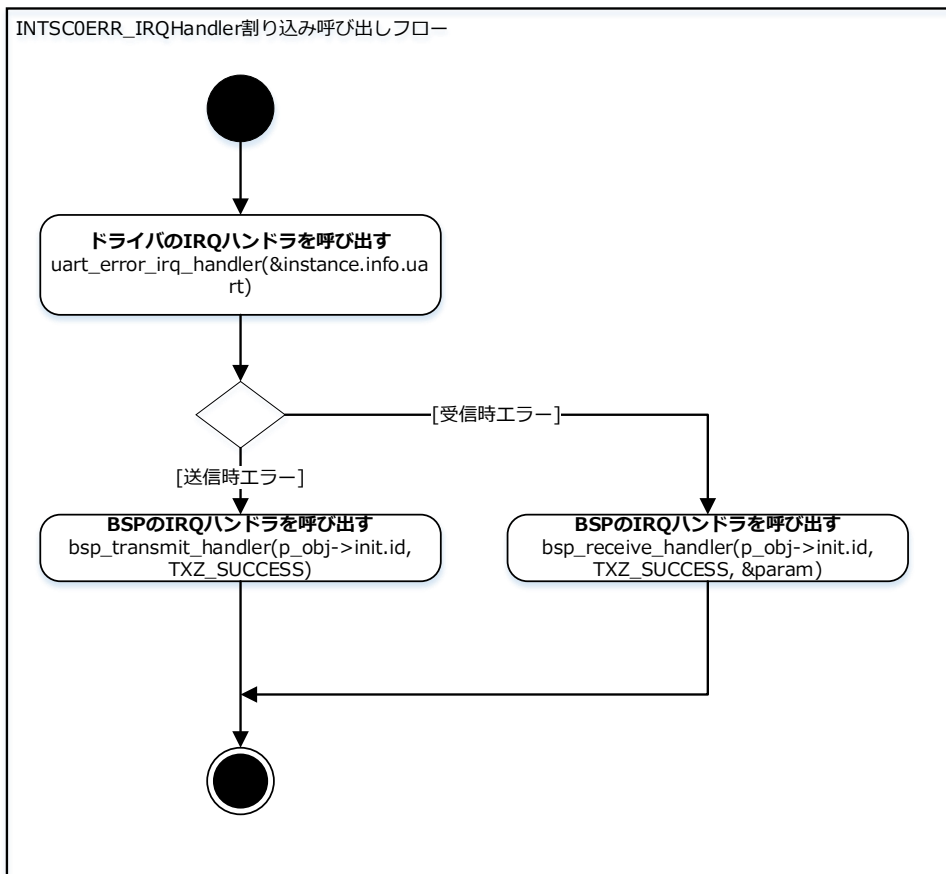 INTSC0ERR_IRQHandler割り込み呼び出しフロー
ドライバのIRQハンドラを呼び出す
uart_error_irq_handler(&instance.info.ua
rt)
[受信時エラー]
[送信時エラー]
BSPのIRQハンドラを呼び出す
bsp_transmit_handler(p_obj->init.id,
TXZ_SUCCESS)
BSPのIRQハンドラを呼び出す
bsp_receive_handler(p_obj->init.id,
TXZ_SUCCESS, &param)